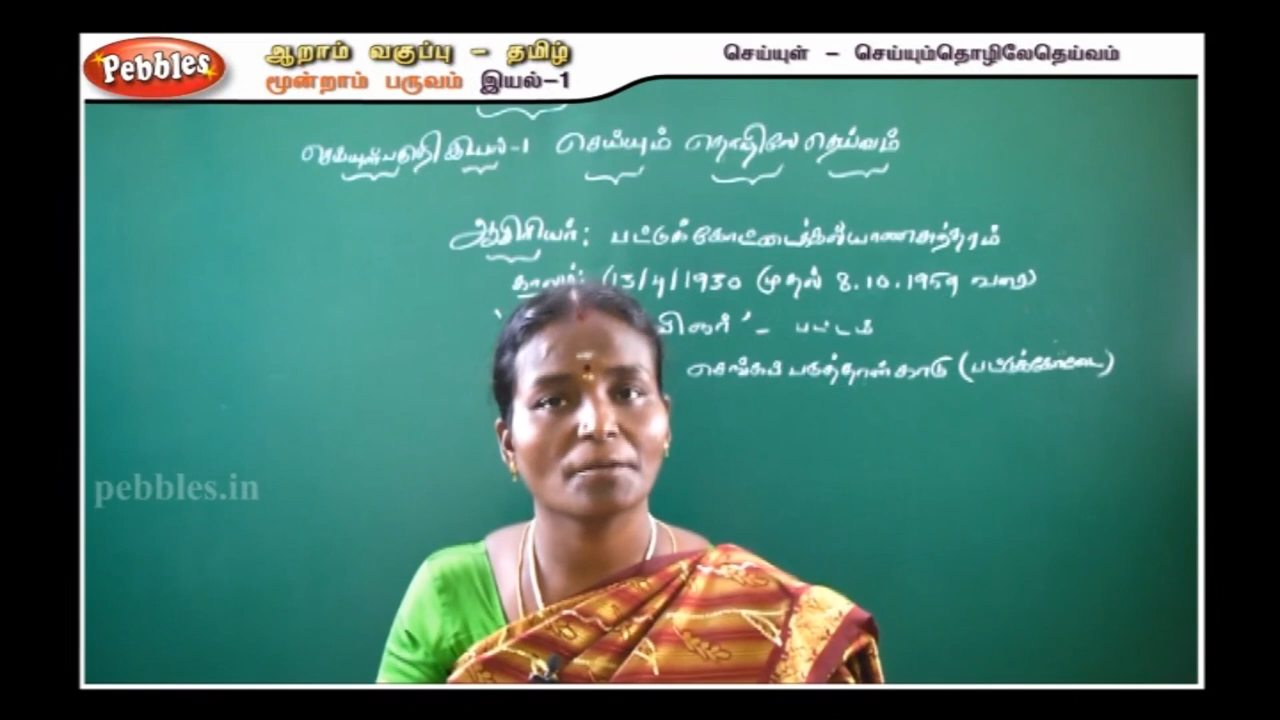 Pebbles
ஆறாம் வகுப்பு – தமிழ்
மூன்றாம் பருவம் இயல்–1
செய்யுள் – செய்யும்தொழிலேதெய்வம்
செய்யுள்பகுதி இயல்-1 செய்யும் தொழிலே தெய்வம்
ஆசிரியர்: பட்டுக்கோட்டைக்கலியாணசுந்தரம்
காலம்: (13/4/1930 முதல் 8.10.1959 வரை)
' - பட்டம்
செங்கப்படுத்தான்காடு (பட்டுக்கோட்டை)
pebbles.in